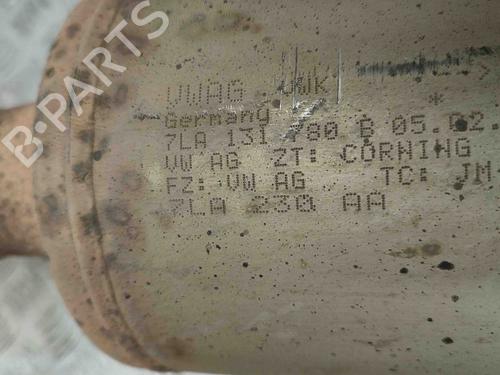 B-PARTS
VWAG VWK
Germany
7LA 131 780 B 05.02.
VW AG ZT: CORNING
FZ: VW AG TC: JM-
7LA 230 AA